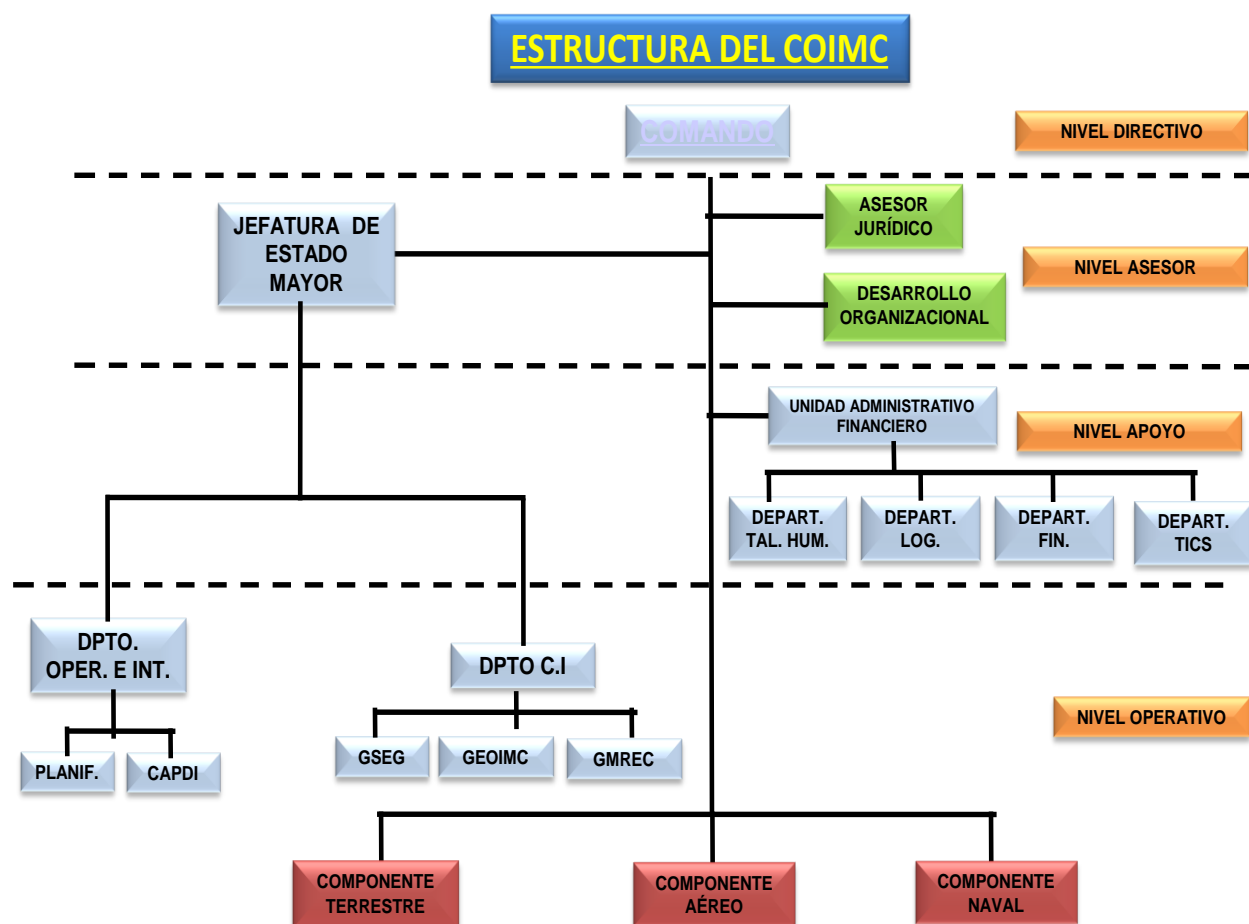 ESTRUCTURA DEL COIMC
COMANDO
NIVEL DIRECTIVO
JEFATURA DE
ESTADO
MAYOR
ASESOR
JURÍDICO
NIVEL ASESOR
DESARROLLO
ORGANIZACIONAL
UNIDAD ADMINISTRATIVO
FINANCIERO
NIVEL APOYO
DEPART.
TAL. HUM.
DEPART.
LOG.
DEPART.
FIN.
DEPART.
TICS
DPTO.
OPER. E INT.
DPTO C.I
NIVEL OPERATIVO
PLANIF.
CAPDI
GSEG
GEOIMC
GMREC
COMPONENTE
TERRESTRE
COMPONENTE
AÉREO
COMPONENTE
NAVAL